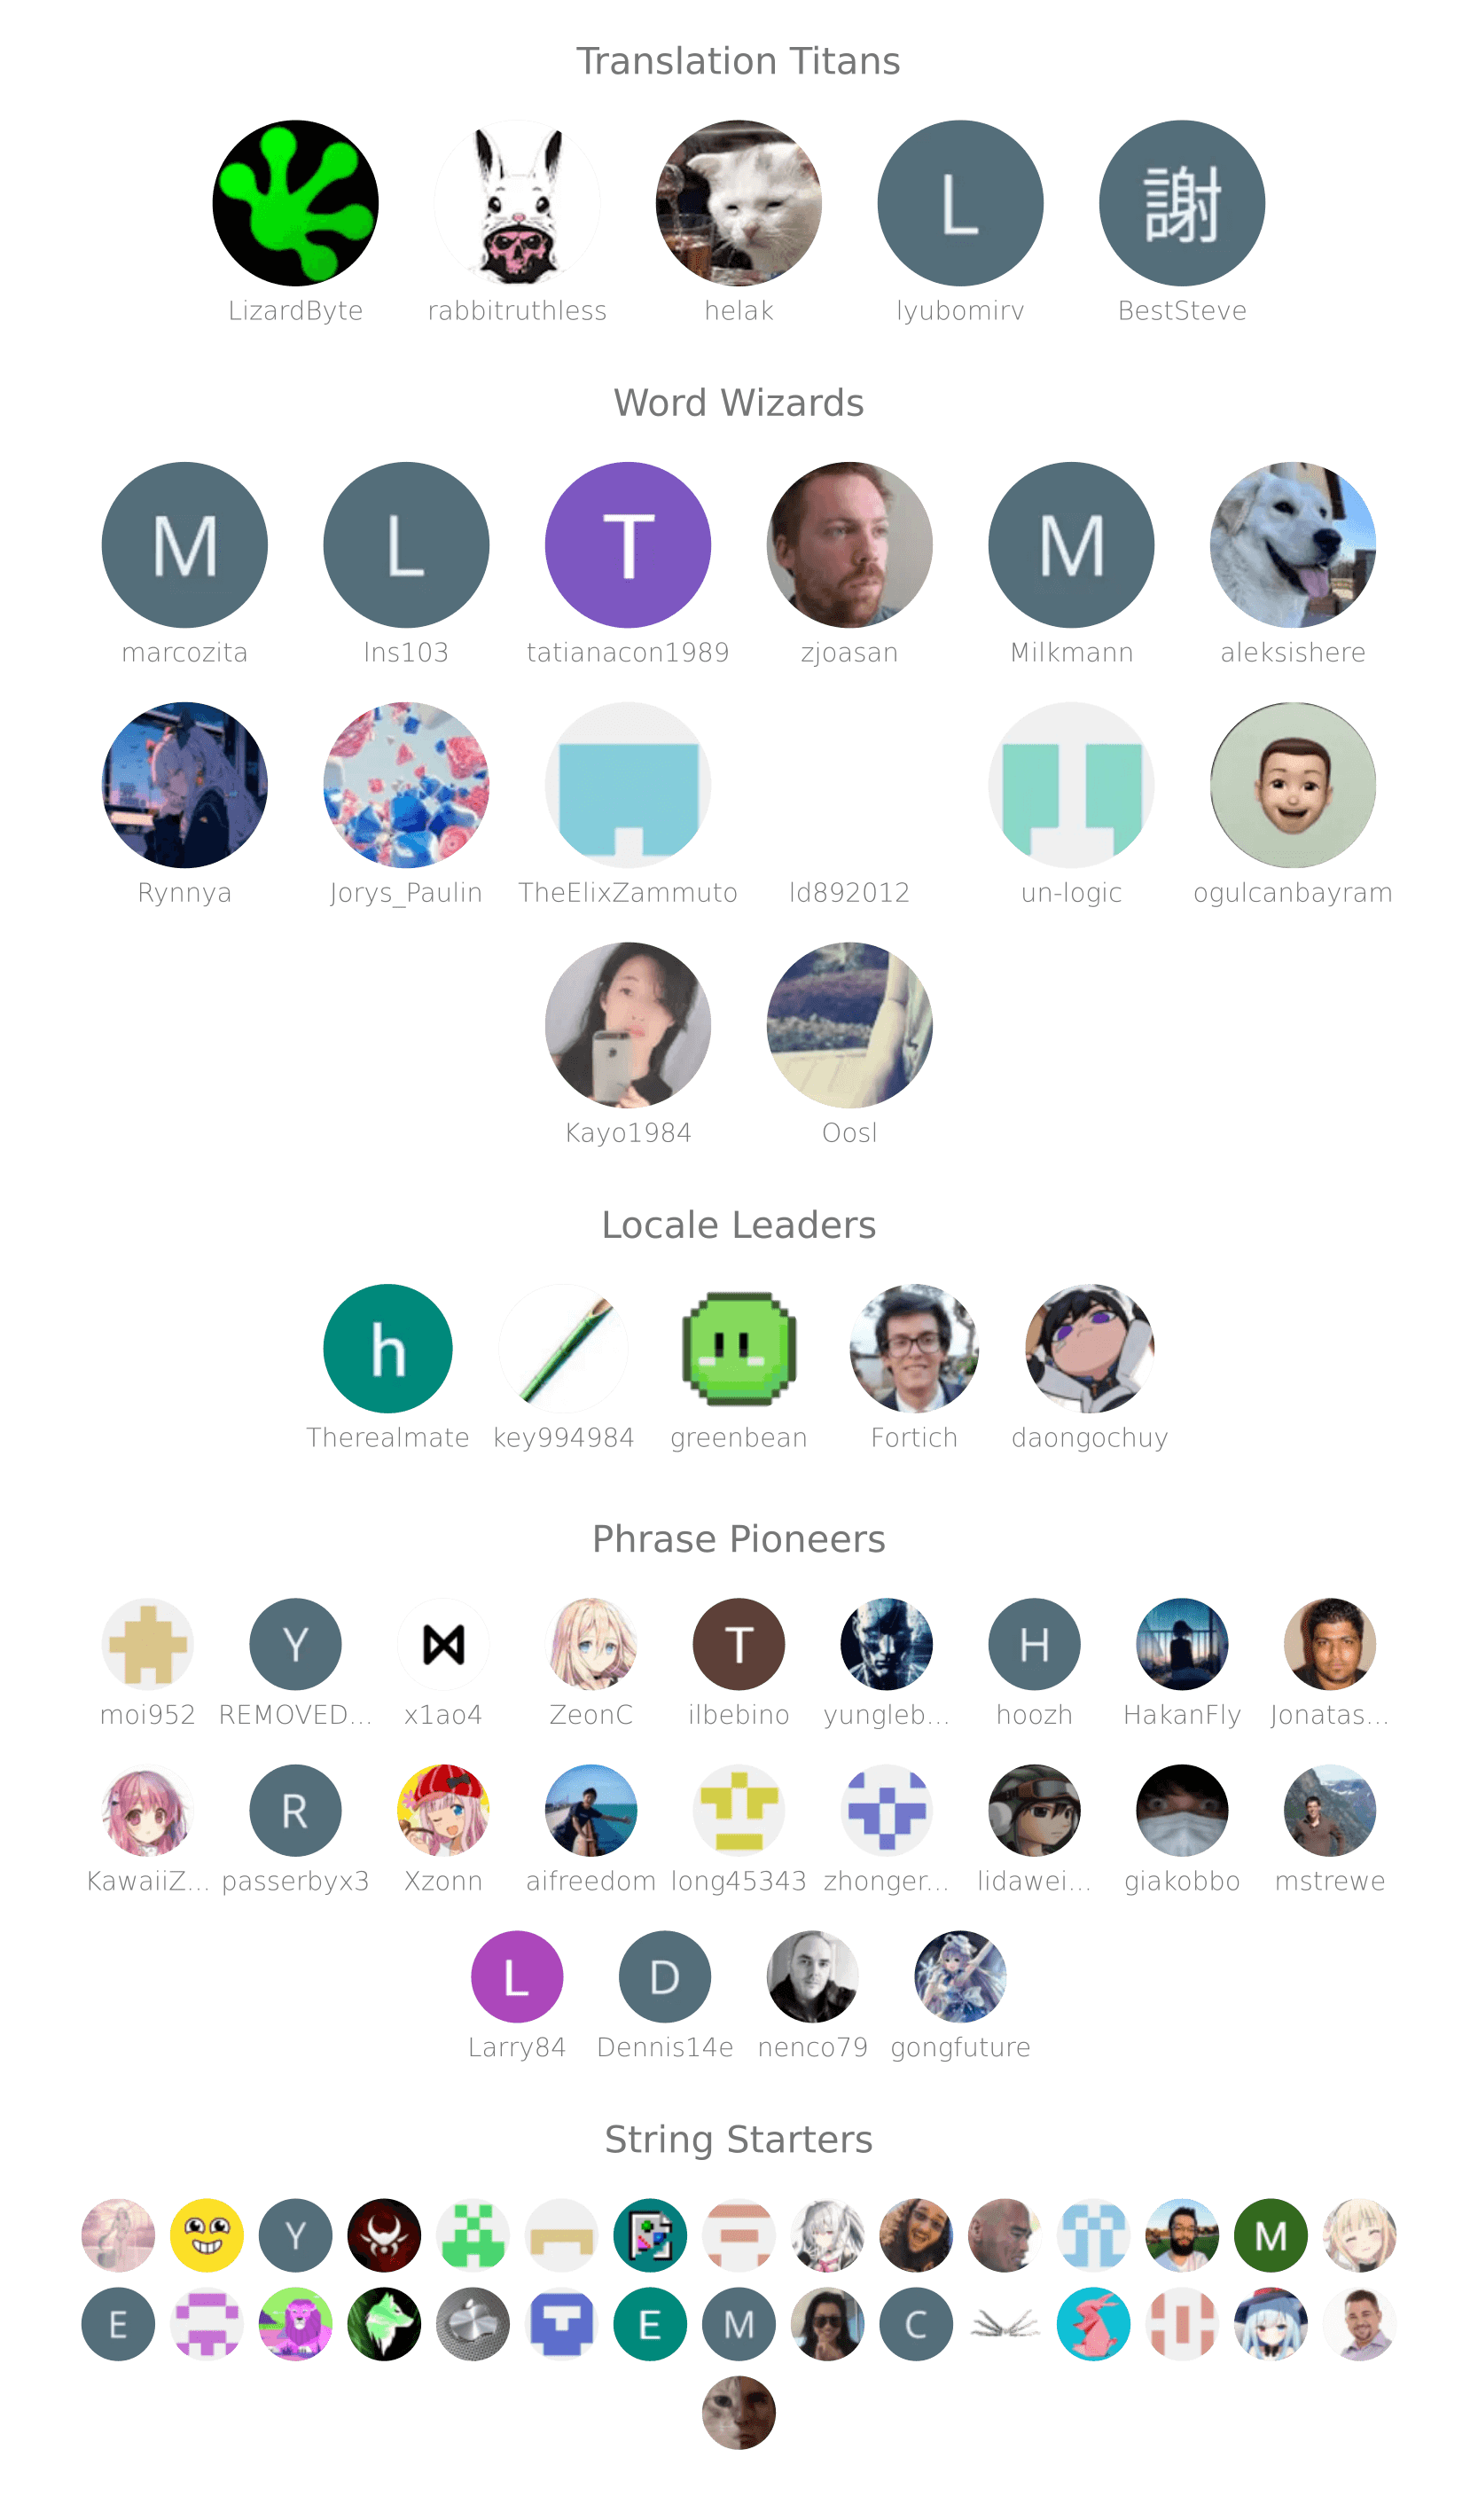 Translation Titans
L 謝
LizardByte rabbitruthless helak lyubomirv BestSteve
Word Wizards
M L T M
marcozita lns103 tatianacon1989 zjoasan Milkmann aleksishere
Rynnya Jorys_Paulin TheElixZammuto ld892012 un-logic ogulcanbayram
Kayo1984 Oosl
Locale Leaders
h
Therealmate key994984 greenbean Fortich daongochuy
Phrase Pioneers
Y T H
moi952 REMOVED... x1ao4 ZeonC ilbebino yungleb... hoozh HakanFly Jonatas...
R
KawaiiZ... passerbyx3 Xzonn aifreedom long45343 zhonger... lidawei... giakobbo mstrewe
L D
Larry84 Dennis14e nenco79 gongfuture
String Starters
Y M
E E M C